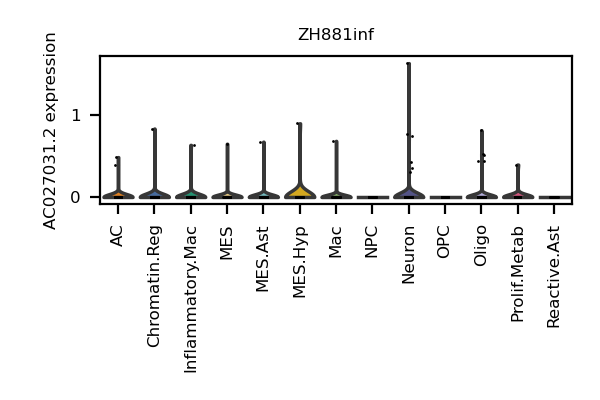 ZH881inf
AC027031.2 expression
1
0
AC
Chromatin.Reg
Inflammatory.Mac
MES
MES.Ast
MES.Hyp
Mac
NPC
Neuron
OPC
Oligo
Prolif.Metab
Reactive.Ast